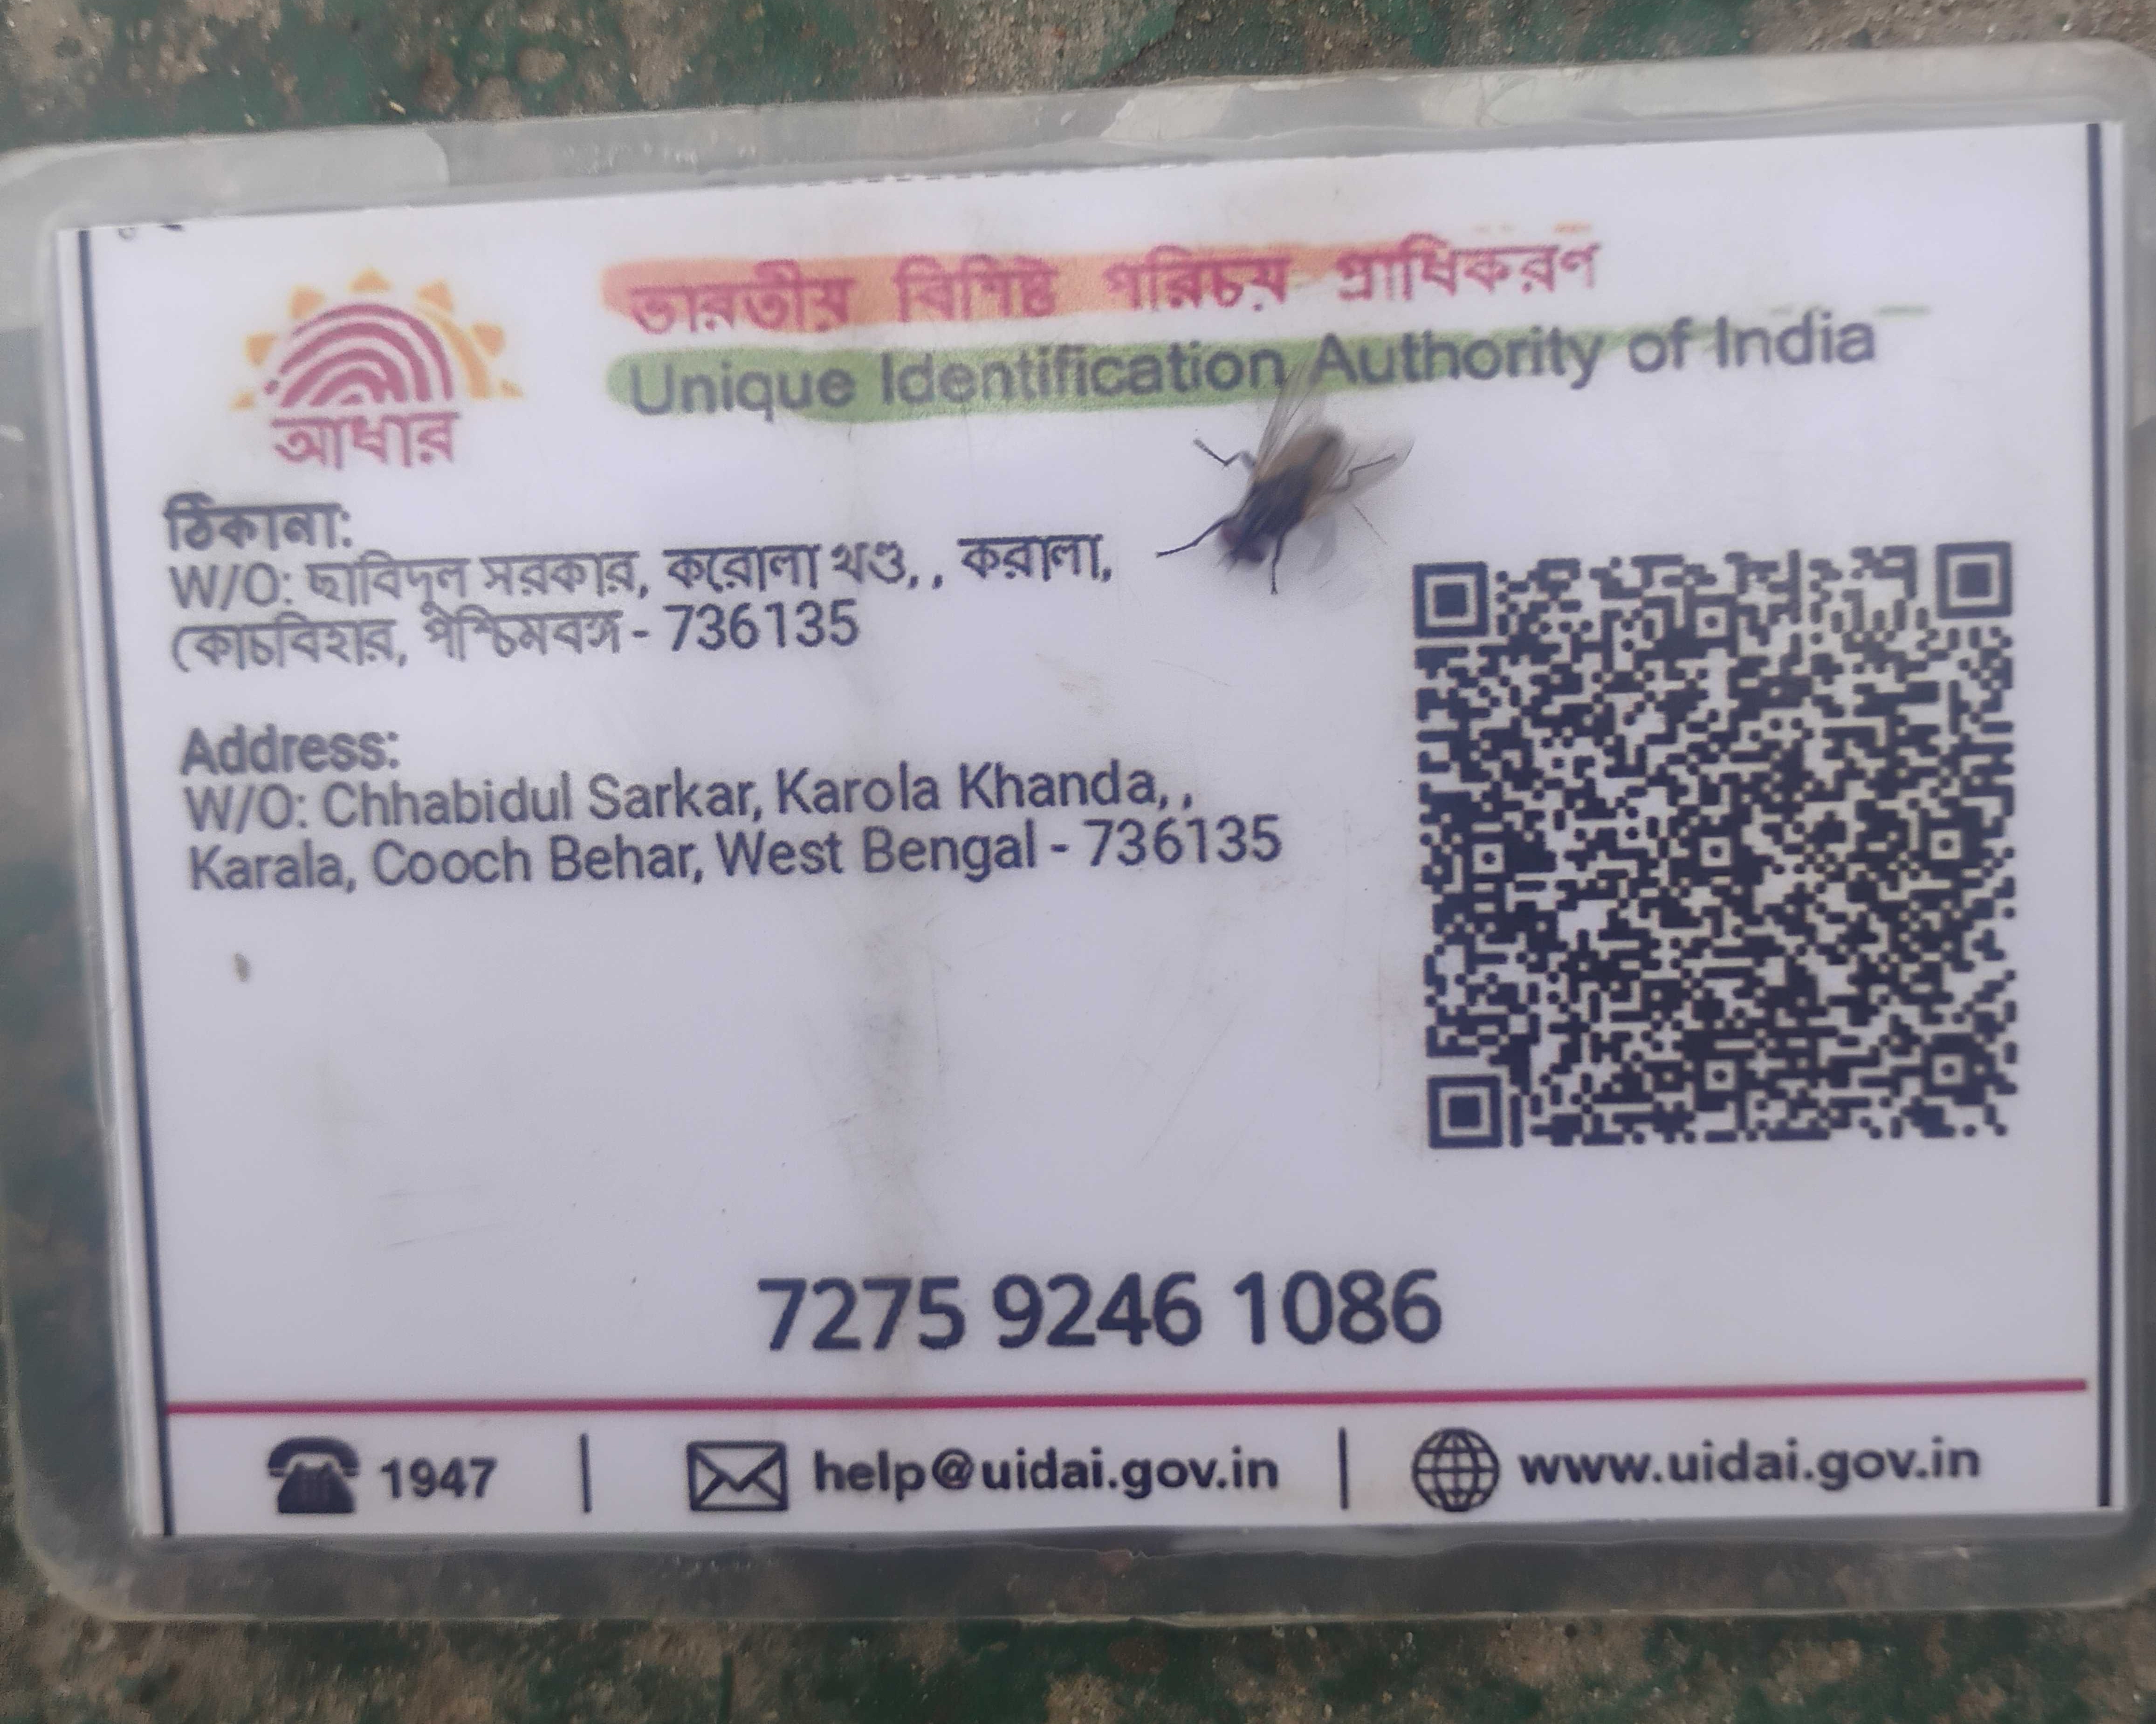 ভারতীয় বিশিষ্ট পরিচয় প্রাধিকরণ
Unique Identification Authority of India
আধার
ঠিকানা:
W/O: ছাবিদুল সরকার, করোলা খণ্ড, , করালা,
কোচবিহার, পশ্চিমবঙ্গ - 736135
Address:
W/O: Chhabidul Sarkar, Karola Khanda, ,
Karala, Cooch Behar, West Bengal - 736135
7275 9246 1086
1947 | help@uidai.gov.in | www.uidai.gov.in